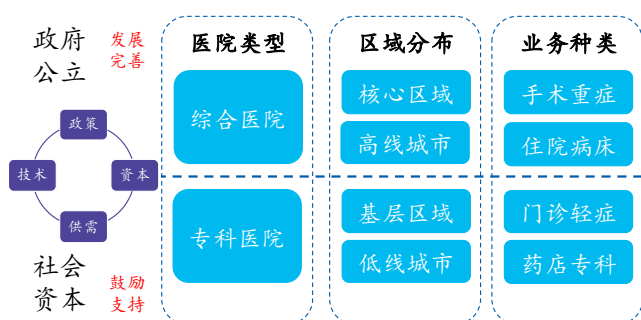 政府
公立
发展
完善
政策
技术
资本
供需
社会
资本
鼓励
支持
医院类型
综合医院
专科医院
区域分布
核心区域
高线城市
基层区域
低线城市
业务种类
手术重症
住院病床
门诊轻症
药店专科